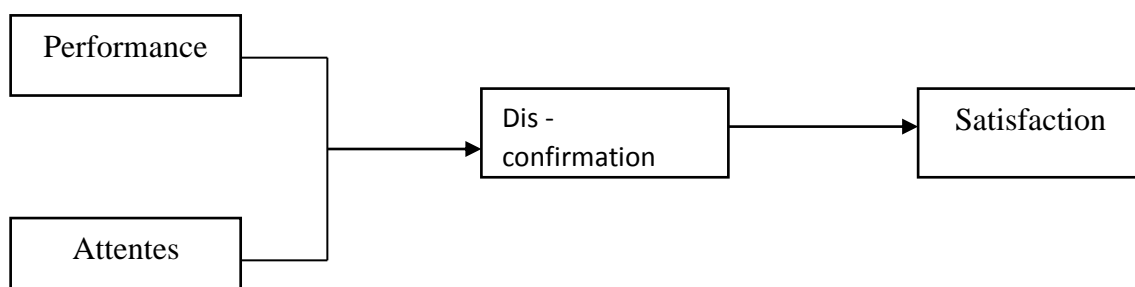 Performance
Dis -
confirmation
Satisfaction
Attentes